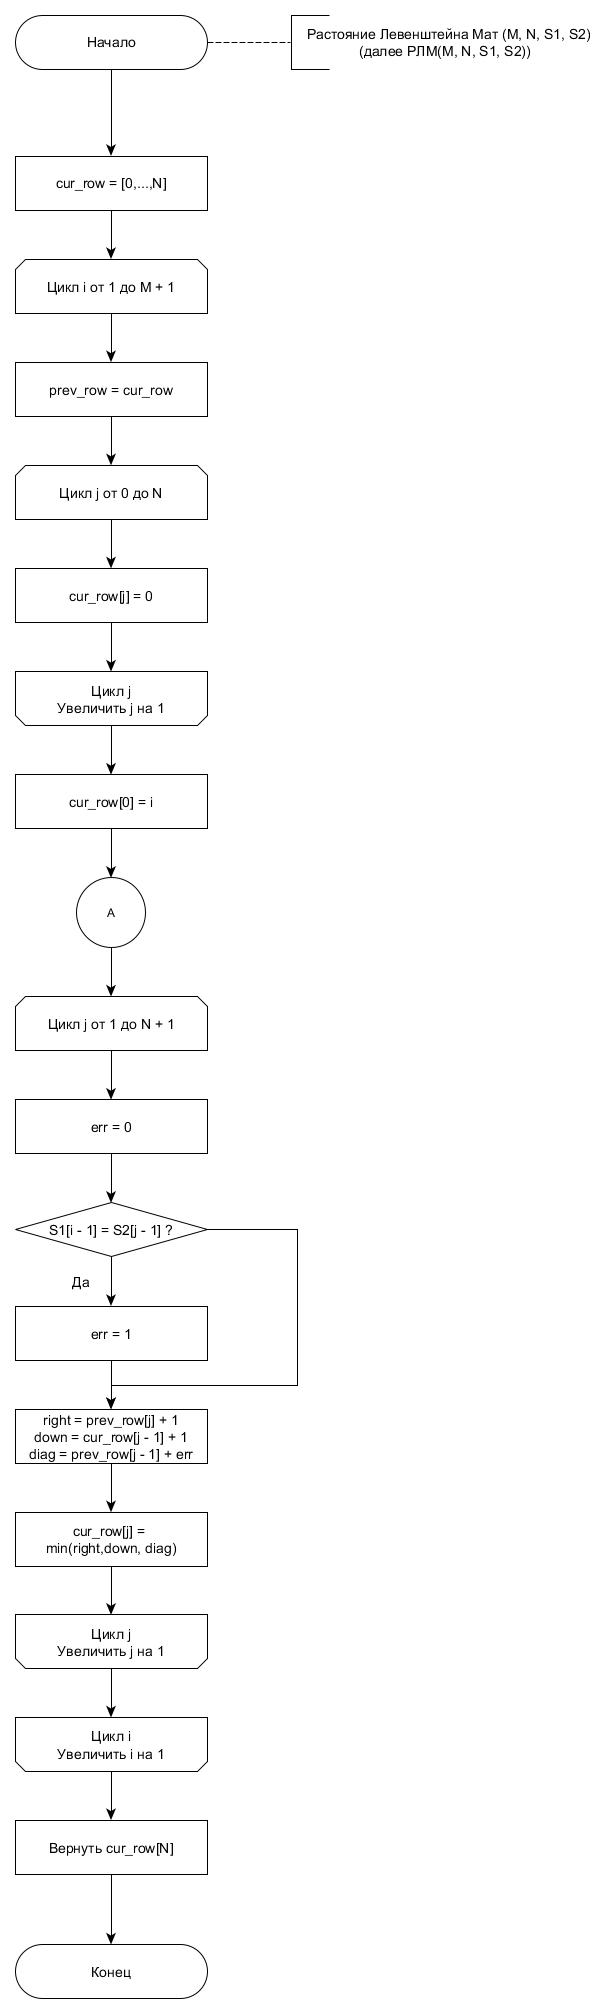 Начало
Растояние Левенштейна Мат (M, N, S1, S2)
(далее РЛМ(M, N, S1, S2))
cur_row = [0,...,N]
Цикл i от 1 до M + 1
prev_row = cur_row
Цикл j от 0 до N
cur_row[j] = 0
Цикл j
Увеличить j на 1
cur_row[0] = i
A
Цикл j от 1 до N + 1
err = 0
S1[i - 1] = S2[j - 1] ?
Да
err = 1
right = prev_row[j] + 1
down = cur_row[j - 1] + 1
diag = prev_row[j - 1] + err
cur_row[j] =
min(right,down, diag)
Цикл j
Увеличить j на 1
Цикл i
Увеличить i на 1
Вернуть cur_row[N]
Конец